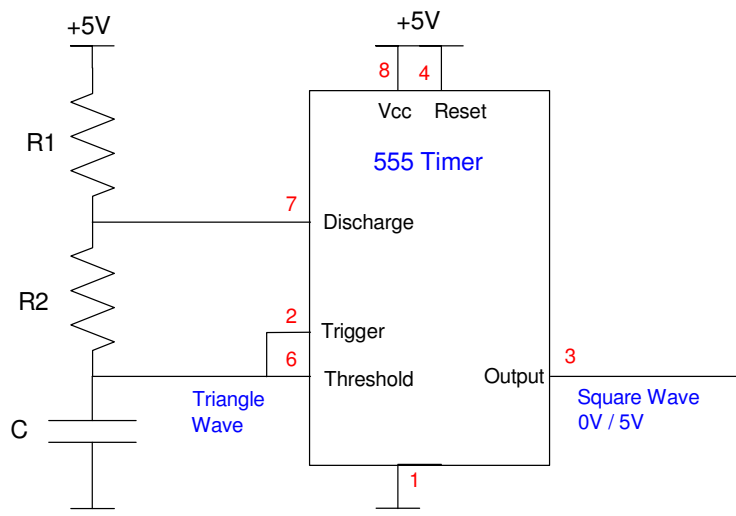 +5V
+5V
8
4
Vcc
Reset
R1
555 Timer
7
Discharge
R2
2
Trigger
6
Threshold
Output
3
Triangle
Wave
Square Wave
0V / 5V
C
1